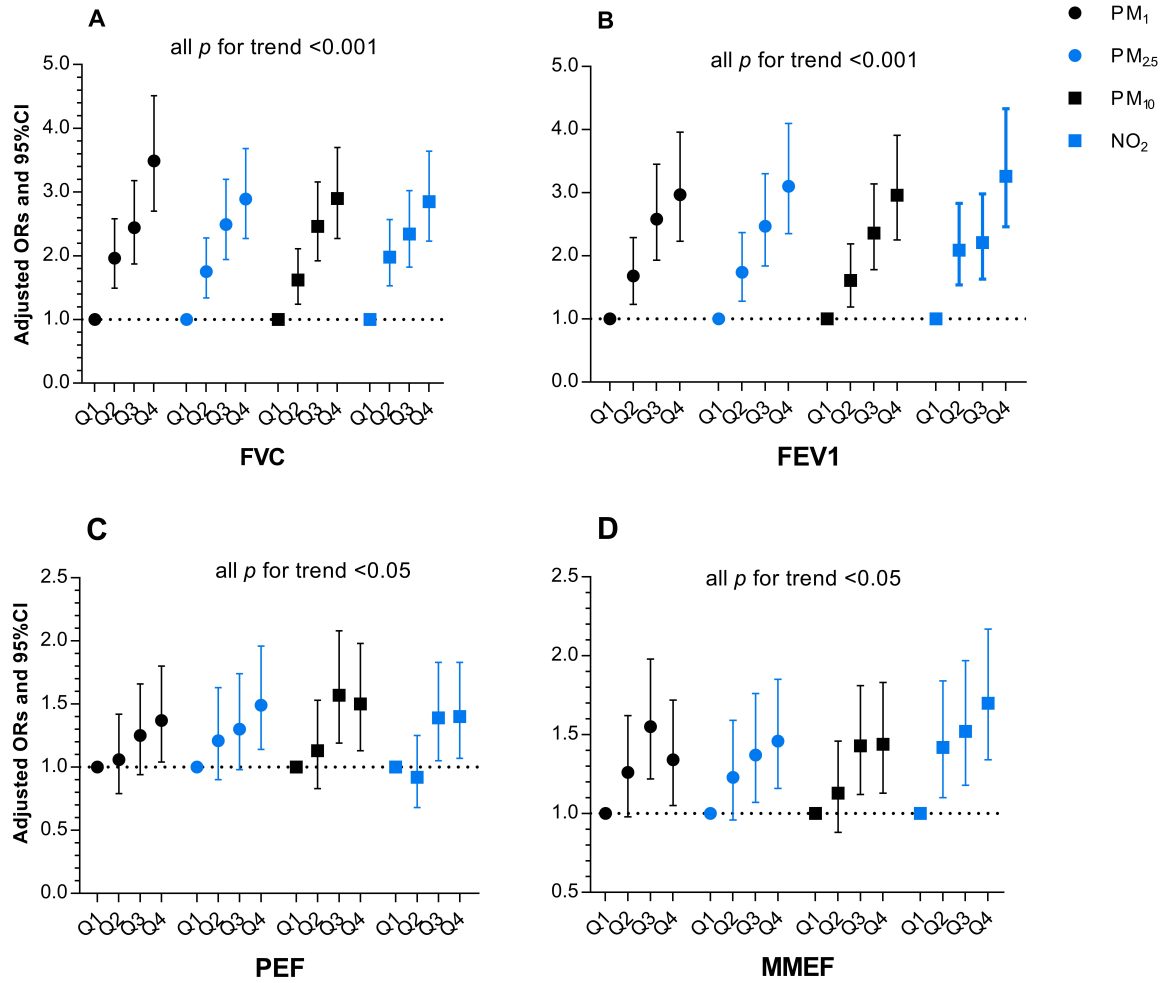 A
all p for trend <0.001
Adjusted ORs and 95%CI
5.0
4.0
3.0
2.0
1.0
0.0
Q1 Q2 Q3 Q4 Q1 Q2 Q3 Q4 Q1 Q2 Q3 Q4 Q1 Q2 Q3 Q4
FVC
B
all p for trend <0.001
5.0
4.0
3.0
2.0
1.0
0.0
Q1 Q2 Q3 Q4 Q1 Q2 Q3 Q4 Q1 Q2 Q3 Q4 Q1 Q2 Q3 Q4
FEV1
PM₁
PM₂.₅
PM₁₀
NO₂
C
all p for trend <0.05
Adjusted ORs and 95%CI
2.5
2.0
1.5
1.0
0.5
0.0
Q1 Q2 Q3 Q4 Q1 Q2 Q3 Q4 Q1 Q2 Q3 Q4 Q1 Q2 Q3 Q4
PEF
D
all p for trend <0.05
2.5
2.0
1.5
1.0
0.5
Q1 Q2 Q3 Q4 Q1 Q2 Q3 Q4 Q1 Q2 Q3 Q4 Q1 Q2 Q3 Q4
MMEF